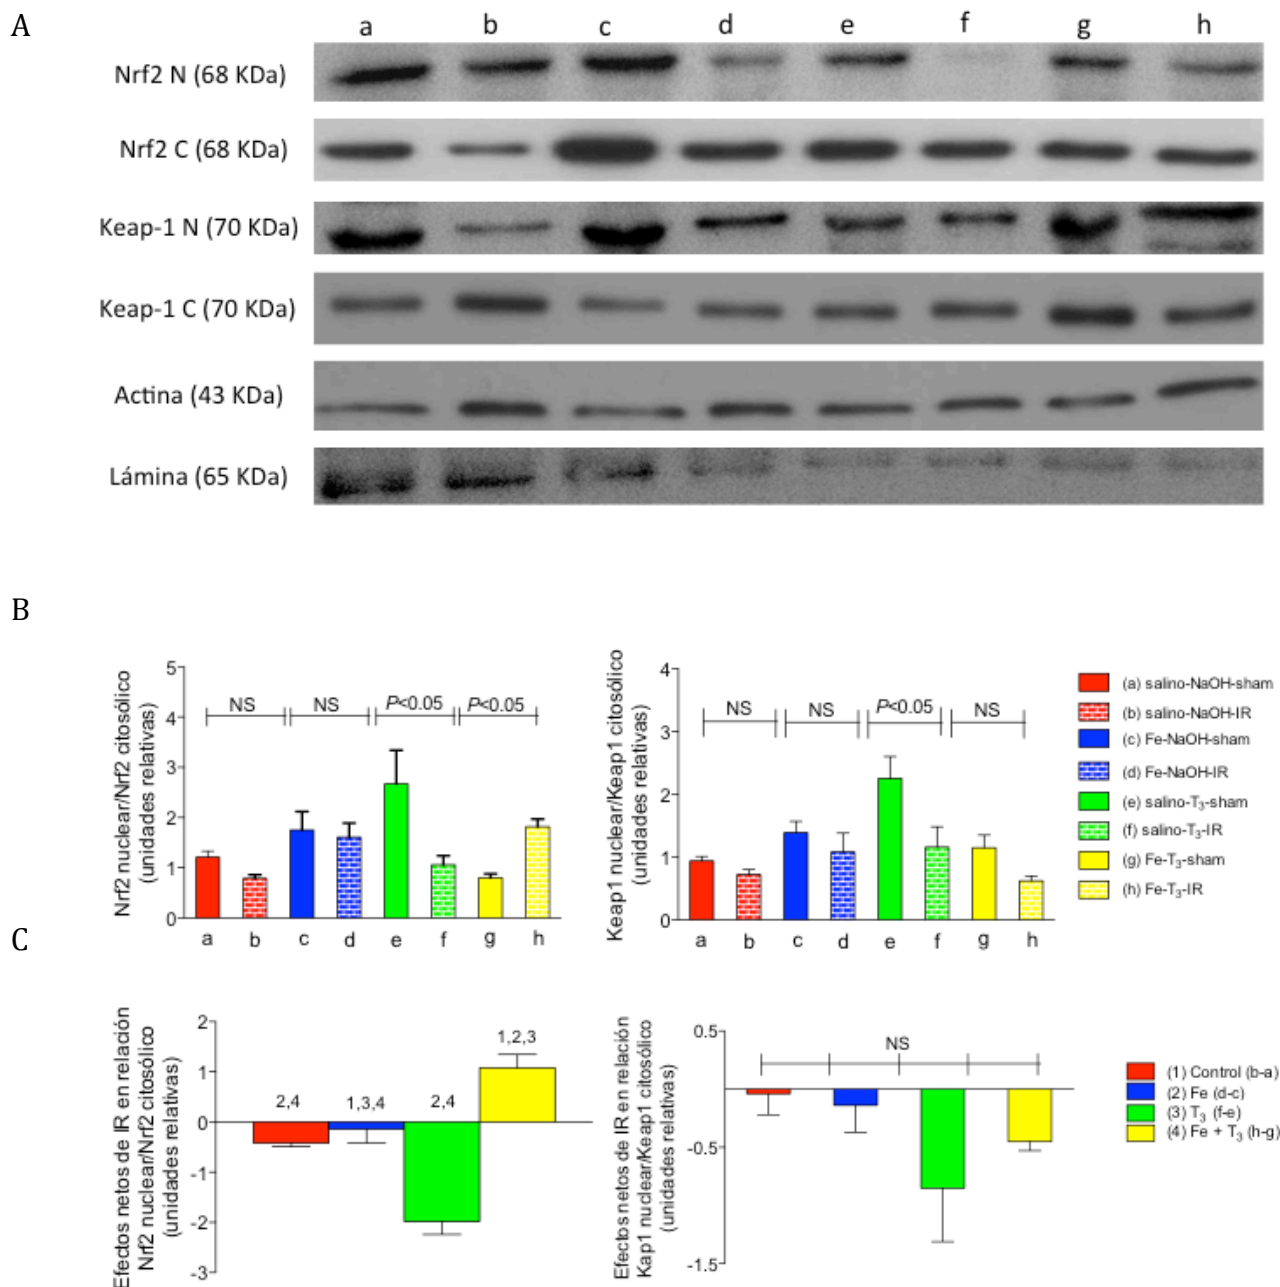 A
a b c d e f g h
Nrf2 N (68 KDa)
Nrf2 C (68 KDa)
Keap-1 N (70 KDa)
Keap-1 C (70 KDa)
Actina (43 KDa)
Lámina (65 KDa)
B
Nrf2 nuclear/Nrf2 citosólico
(unidades relativas)
5
4
3
2
1
0
NS NS P<0.05 P<0.05
a b c d e f g h
Keap1 nuclear/Keap1 citosólico
(unidades relativas)
4
3
2
1
0
NS NS P<0.05 NS
a b c d e f g h
(a) salino-NaOH-sham
(b) salino-NaOH-IR
(c) Fe-NaOH-sham
(d) Fe-NaOH-IR
(e) salino-T3-sham
(f) salino-T3-IR
(g) Fe-T3-sham
(h) Fe-T3-IR
C
Efectos netos de IR en relación
Nrf2 nuclear/Nrf2 citosólico
(unidades relativas)
2
1
0
-1
-2
-3
2,4 1,3,4 2,4 1,2,3
Efectos netos de IR en relación
Kap1 nuclear/Keap1 citosólico
(unidades relativas)
0.5
-0.5
-1.5
NS
(1) Control (b-a)
(2) Fe (d-c)
(3) T3 (f-e)
(4) Fe + T3 (h-g)